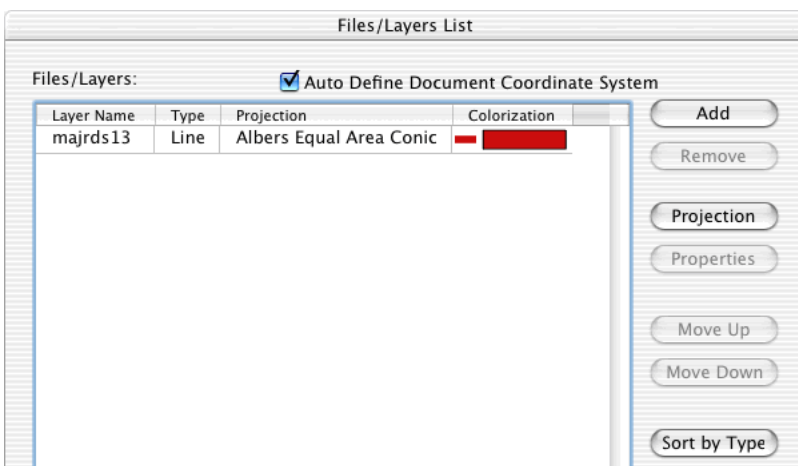 Files/Layers List
Files/Layers:
Auto Define Document Coordinate System
Layer Name Type Projection Colorization
majrds13 Line Albers Equal Area Conic
Add
Remove
Projection
Properties
Move Up
Move Down
Sort by Type